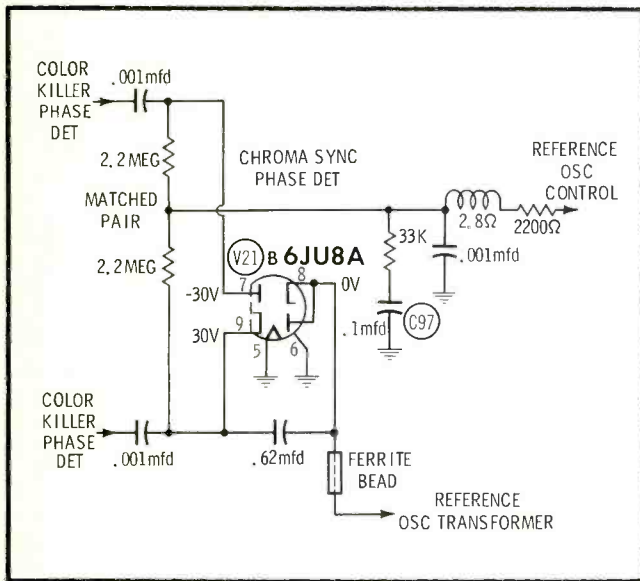 COLOR
KILLER
PHASE
DET
.001mfd
2.2MEG
MATCHED
PAIR
2.2MEG
CHROMA SYNC
PHASE DET
REFERENCE
OSC
CONTROL
2.8Ω
2200Ω
33K
.001mfd
V21 B 6JU8A
7
8
0V
-30V
30V
9
5
6
.1mfd
C97
COLOR
KILLER
PHASE
DET
.001mfd
.62mfd
FERRITE
BEAD
REFERENCE
OSC TRANSFORMER